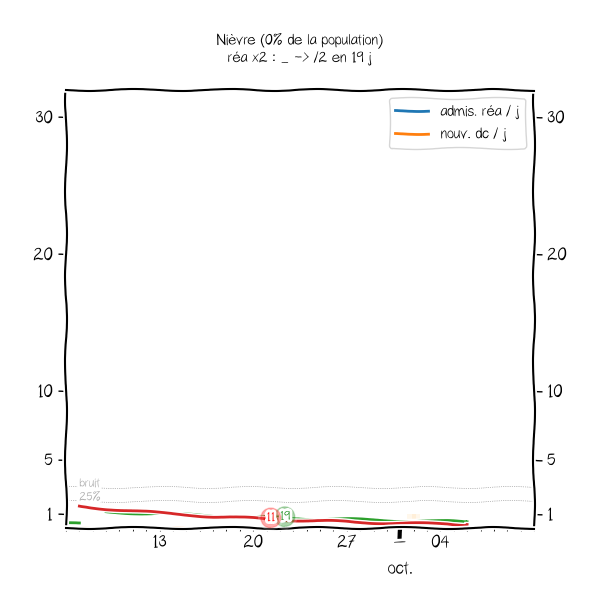 Nièvre (0% de la population)
réa x2 : _ -> /2 en 19 j
admis. réa / j
nouv. dc / j
30
30
20
20
10
10
5
5
bruit
25%
1
11
19
1
13
20
27
04
oct.